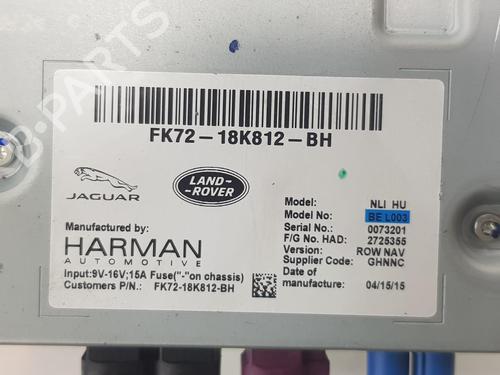 B-PARTS
FK72-18K812-BH
JAGUAR
LAND-
ROVER
Manufactured by:
HARMAN
AUTOMOTIVE
Input:9V-16V;15A Fuse("-"on chassis)
Customers P/N.: FK72-18K812-BH
Model: NLI HU
Model No: BE L003
Serial No.: 0073201
F/G No. HAD: 2725355
Version: ROW NAV
Supplier Code: GHNNC
Date of
manufacture: 04/15/15